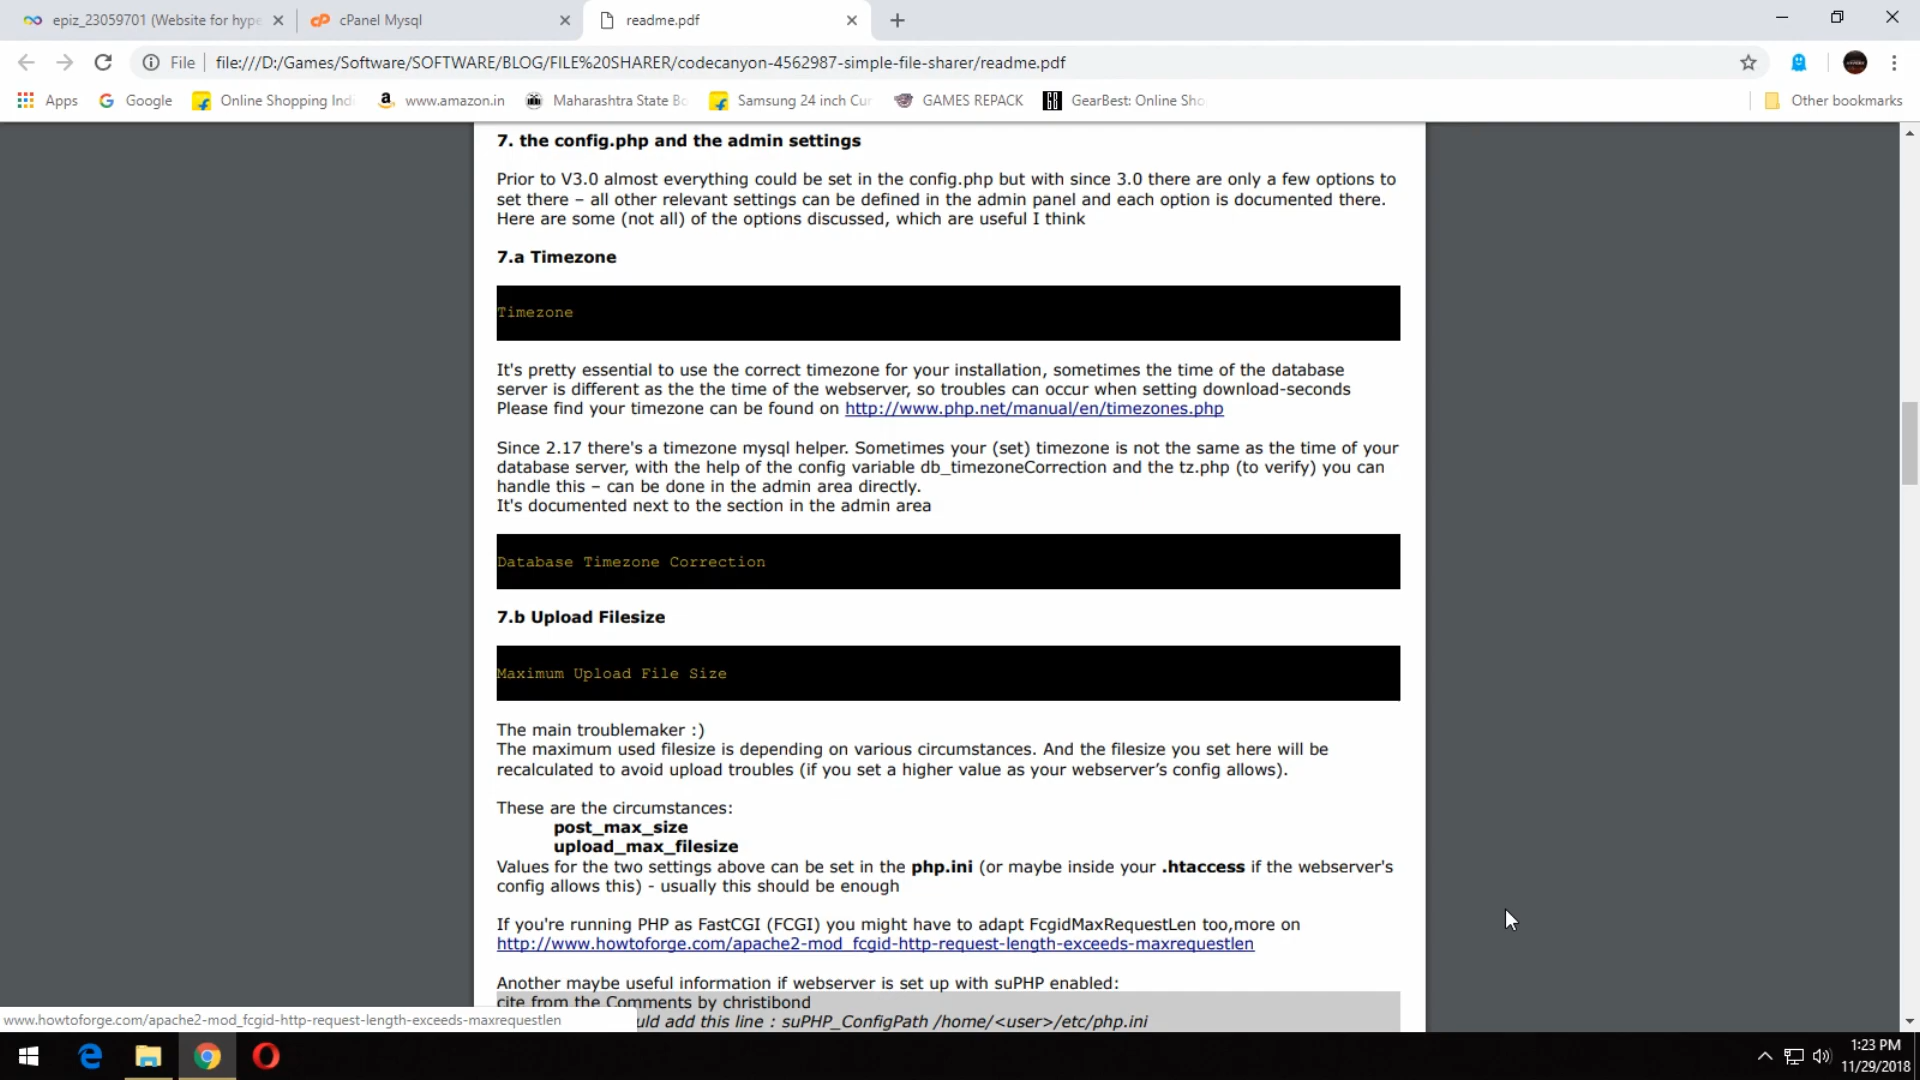 epiz_23059701 (Website for hype
cPanel Mysql
readme.pdf
File
file:///D:/Games/Software/SOFTWARE/BLOG/FILE%20SHARER/codecanyon-4562987-simple-file-sharer/readme.pdf
Apps
Google
Online Shopping Indi
www.amazon.in
Maharashtra State Bo
Samsung 24 inch Cur
GAMES REPACK
GearBest: Online Sho
Other bookmarks
7. the config.php and the admin settings
Prior to V3.0 almost everything could be set in the config.php but with since 3.0 there are only a few options to
set there – all other relevant settings can be defined in the admin panel and each option is documented there.
Here are some (not all) of the options discussed, which are useful I think
7.a Timezone
Timezone
It's pretty essential to use the correct timezone for your installation, sometimes the time of the database
server is different as the the time of the webserver, so troubles can occur when setting download-seconds
Please find your timezone can be found on http://www.php.net/manual/en/timezones.php
Since 2.17 there's a timezone mysql helper. Sometimes your (set) timezone is not the same as the time of your
database server, with the help of the config variable db_timezoneCorrection and the tz.php (to verify) you can
handle this – can be done in the admin area directly.
It's documented next to the section in the admin area
Database Timezone Correction
7.b Upload Filesize
Maximum Upload File Size
The main troublemaker :)
The maximum used filesize is depending on various circumstances. And the filesize you set here will be
recalculated to avoid upload troubles (if you set a higher value as your webserver’s config allows).
These are the circumstances:
post_max_size
upload_max_filesize
Values for the two settings above can be set in the php.ini (or maybe inside your .htaccess if the webserver's
config allows this) - usually this should be enough
If you're running PHP as FastCGI (FCGI) you might have to adapt FcgidMaxRequestLen too,more on
http://www.howtoforge.com/apache2-mod_fcgid-http-request-length-exceeds-maxrequestlen
Another maybe useful information if webserver is set up with suPHP enabled:
cite from the Comments by christibond
uld add this line : suPHP_ConfigPath /home/<user>/etc/php.ini
www.howtoforge.com/apache2-mod_fcgid-http-request-length-exceeds-maxrequestlen
1:23 PM
11/29/2018